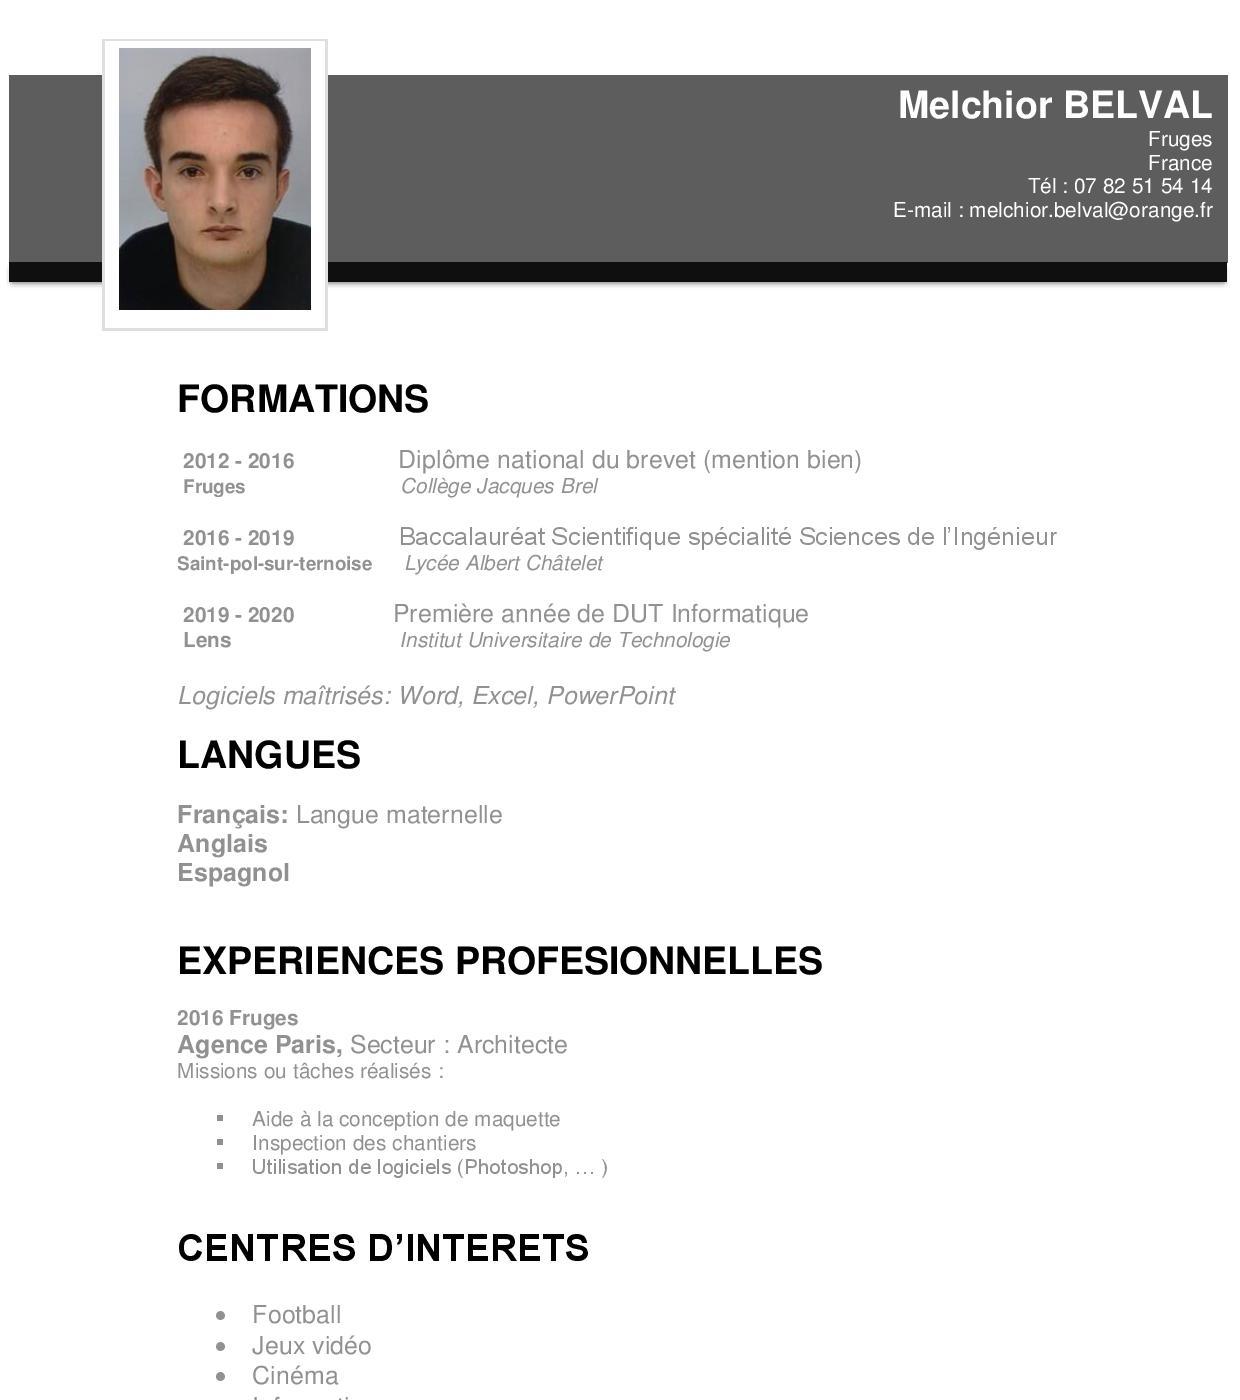 Melchior BELVAL
Fruges
France
Tél : 07 82 51 54 14
E-mail : melchior.belval@orange.fr
FORMATIONS
2012 - 2016 Diplôme national du brevet (mention bien)
Fruges Collège Jacques Brel
2016 - 2019 Baccalauréat Scientifique spécialité Sciences de l’Ingénieur
Saint-pol-sur-ternoise Lycée Albert Châtelet
2019 - 2020 Première année de DUT Informatique
Lens Institut Universitaire de Technologie
Logiciels maîtrisés: Word, Excel, PowerPoint
LANGUES
Français: Langue maternelle
Anglais
Espagnol
EXPERIENCES PROFESIONNELLES
2016 Fruges
Agence Paris, Secteur : Architecte
Missions ou tâches réalisés :
▪ Aide à la conception de maquette
▪ Inspection des chantiers
▪ Utilisation de logiciels (Photoshop, … )
CENTRES D’INTERETS
• Football
• Jeux vidéo
• Cinéma